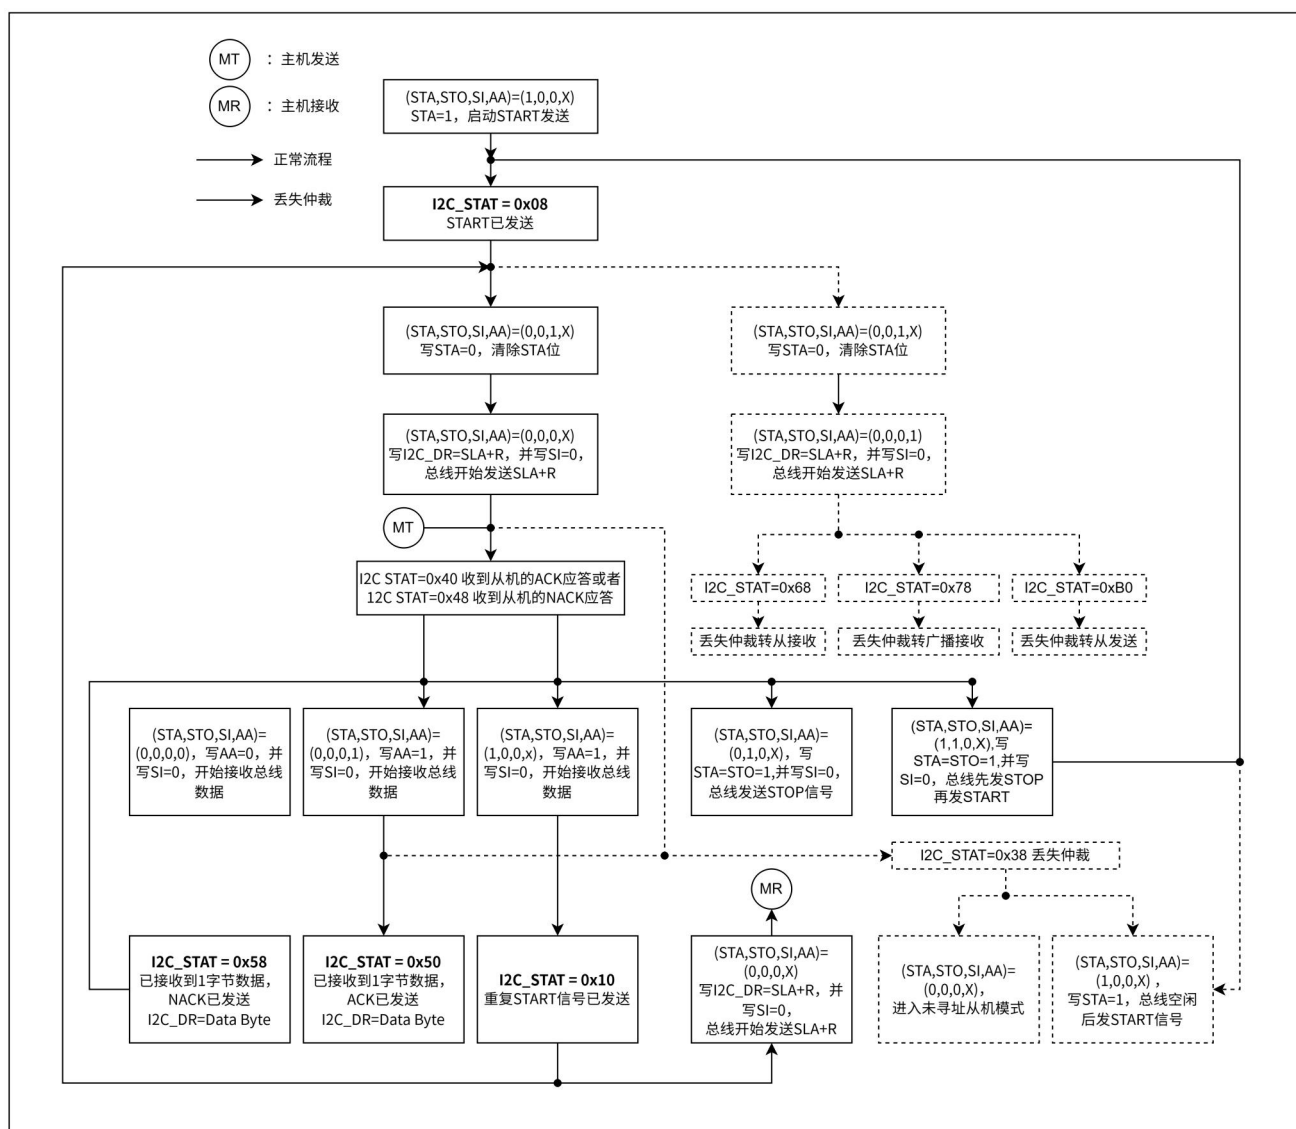 MT ：主机发送
MR ：主机接收
正常流程
丢失仲裁
(STA,STO,SI,AA)=(1,0,0,X)
STA=1，启动START发送
I2C_STAT = 0x08
START已发送
(STA,STO,SI,AA)=(0,0,1,X)
写STA=0，清除STA位
(STA,STO,SI,AA)=(0,0,1,X)
写STA=0，清除STA位
(STA,STO,SI,AA)=(0,0,0,X)
写I2C_DR=SLA+R，并写SI=0，
总线开始发送SLA+R
(STA,STO,SI,AA)=(0,0,0,1)
写I2C_DR=SLA+R，并写SI=0，
总线开始发送SLA+R
MT
I2C STAT=0x40 收到从机的ACK应答或者
12C STAT=0x48 收到从机的NACK应答
I2C_STAT=0x68
I2C_STAT=0x78
I2C_STAT=0xB0
丢失仲裁转从接收
丢失仲裁转广播接收
丢失仲裁转从发送
(STA,STO,SI,AA)=
(0,0,0,0)，写AA=0，并
写SI=0，开始接收总线
数据
(STA,STO,SI,AA)=
(0,0,0,1)，写AA=1，并
写SI=0，开始接收总线
数据
(STA,STO,SI,AA)=
(1,0,0,x)，写AA=1，并
写SI=0，开始接收总线
数据
(STA,STO,SI,AA)=
(0,1,0,X)，写
STA=STO=1,并写SI=0，
总线发送STOP信号
(STA,STO,SI,AA)=
(1,1,0,X),写
STA=STO=1,并写
SI=0，总线先发STOP
再发START
I2C_STAT=0x38 丢失仲裁
MR
I2C_STAT = 0x58
已接收到1字节数据，
NACK已发送
I2C_DR=Data Byte
I2C_STAT = 0x50
已接收到1字节数据，
ACK已发送
I2C_DR=Data Byte
I2C_STAT = 0x10
重复START信号已发送
(STA,STO,SI,AA)=
(0,0,0,X)
写I2C_DR=SLA+R，并
写SI=0，
总线开始发送SLA+R
(STA,STO,SI,AA)=
(0,0,0,X)，
进入未寻址从机模式
(STA,STO,SI,AA)=
(1,0,0,X)，
写STA=1，总线空闲
后发START信号